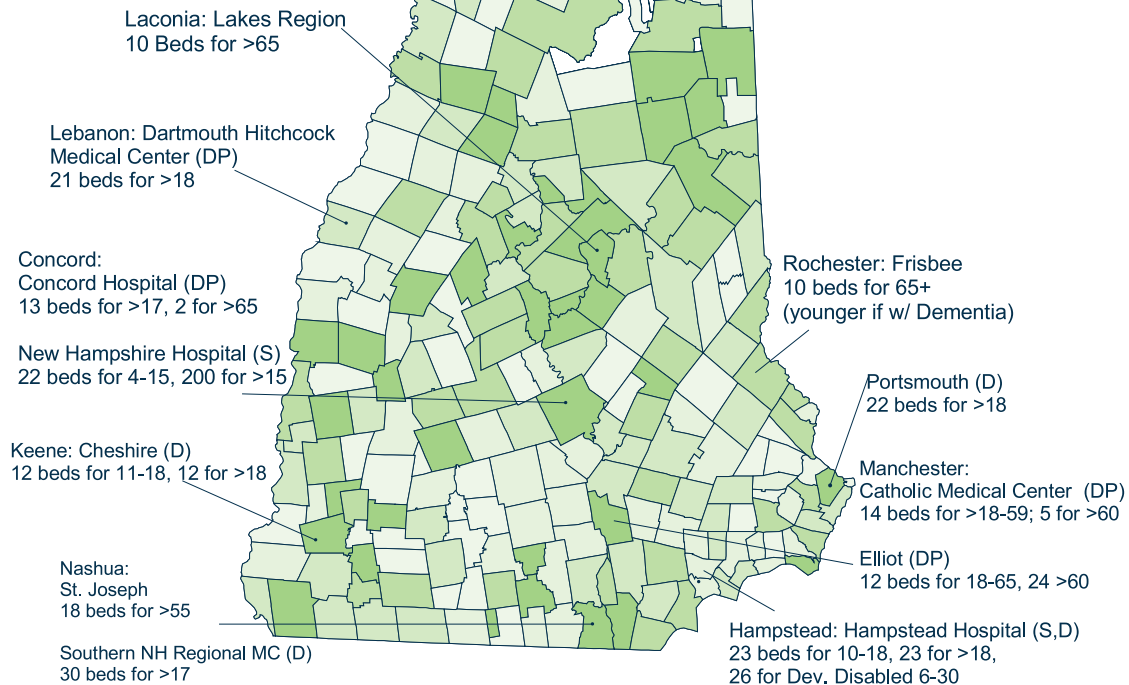 Laconia: Lakes Region
10 Beds for >65
Lebanon: Dartmouth Hitchcock
Medical Center (DP)
21 beds for >18
Concord:
Concord Hospital (DP)
13 beds for >17, 2 for >65
New Hampshire Hospital (S)
22 beds for 4-15, 200 for >15
Keene: Cheshire (D)
12 beds for 11-18, 12 for >18
Nashua:
St. Joseph
18 beds for >55
Southern NH Regional MC (D)
30 beds for >17
Rochester: Frisbee
10 beds for 65+
(younger if w/ Dementia)
Portsmouth (D)
22 beds for >18
Manchester:
Catholic Medical Center (DP)
14 beds for >18-59; 5 for >60
Elliot (DP)
12 beds for 18-65, 24 >60
Hampstead: Hampstead Hospital (S,D)
23 beds for 10-18, 23 for >18,
26 for Dev. Disabled 6-30